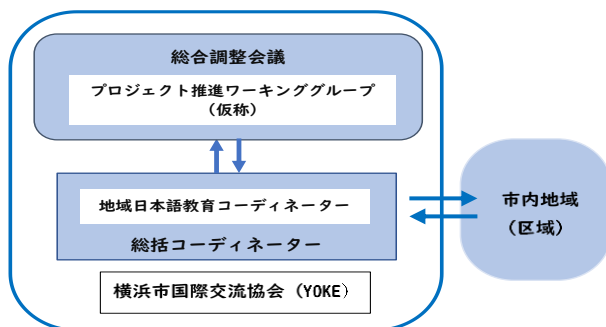 総合調整会議
プロジェクト推進ワーキンググループ
（仮称）
地域日本語教育コーディネーター
総括コーディネーター
横浜市国際交流協会（YOKE）
市内地域
（区域）